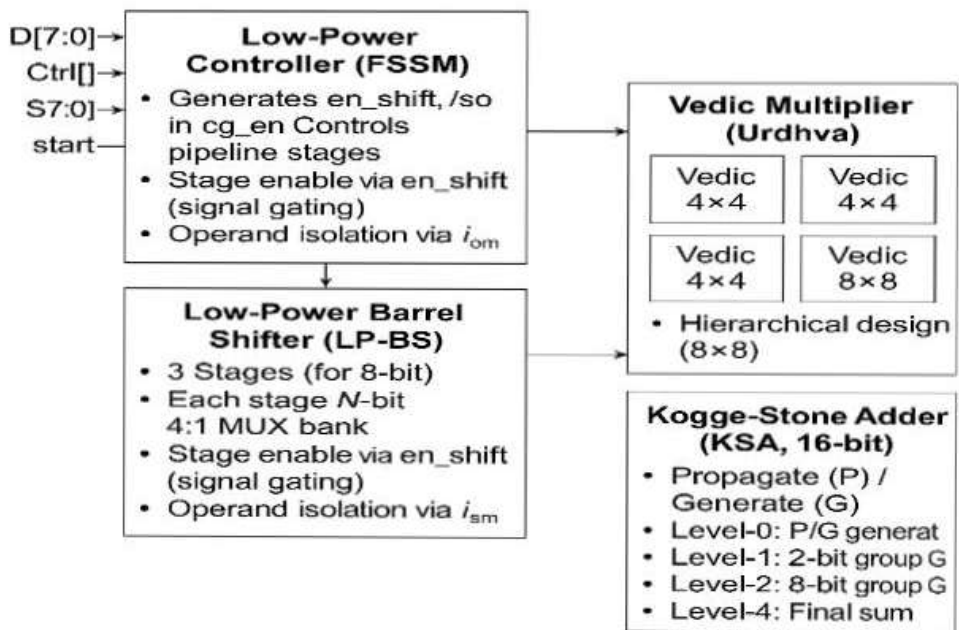 D[7:0]
Ctrl[]
S7:0]
start
Low-Power
Controller (FSSM)
• Generates en_shift, /so
in cg_en Controls
pipeline stages
• Stage enable via en_shift
(signal gating)
• Operand isolation via iom
Low-Power Barrel
Shifter (LP-BS)
• 3 Stages (for 8-bit)
• Each stage N-bit
4:1 MUX bank
• Stage enable via en_shift
(signal gating)
• Operand isolation via ism
Vedic Multiplier
(Urdhva)
Vedic
4×4
Vedic
4×4
Vedic
4×4
Vedic
8×8
• Hierarchical design
(8×8)
Kogge-Stone Adder
(KSA, 16-bit)
• Propagate (P) /
Generate (G)
• Level-0: P/G generat
• Level-1: 2-bit group G
• Level-2: 8-bit group G
• Level-4: Final sum